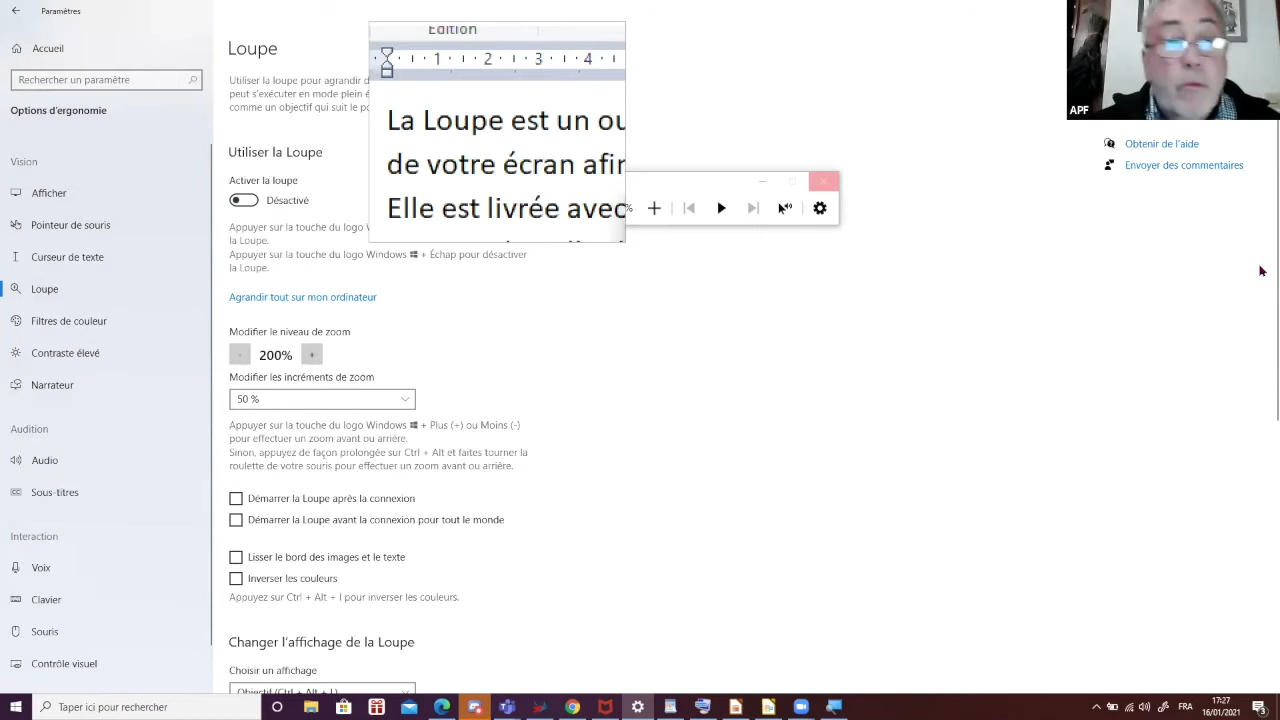 Paramètres
Accueil
Rechercher un paramètre
Options d'ergonomie
Vision
Afficher
Pointeur de souris
Curseur de texte
Loupe
Filtres de couleur
Contraste élevé
Narrateur
Audition
Audio
Sous-titres
Interaction
Voix
Clavier
Souris
Contrôle visuel
Loupe
Utiliser la loupe pour agrandir d
peut s'exécuter en mode plein é
comme un objectif qui suit le po
Utiliser la Loupe
Activer la loupe
Désactivé
Appuyer sur la touche du logo W
la Loupe.
Appuyer sur la touche du logo Windows + Échap pour désactiver
la Loupe.
Agrandir tout sur mon ordinateur
Modifier le niveau de zoom
- 200% +
Modifier les incréments de zoom
50 %
Appuyer sur la touche du logo Windows + Plus (+) ou Moins (-)
pour effectuer un zoom avant ou arrière.
Sinon, appuyez de façon prolongée sur Ctrl + Alt et faites tourner la
roulette de votre souris pour effectuer un zoom avant ou arrière.
Démarrer la Loupe après la connexion
Démarrer la Loupe avant la connexion pour tout le monde
Lisser le bord des images et le texte
Inverser les couleurs
Appuyez sur Ctrl + Alt + I pour inverser les couleurs.
Changer l'affichage de la Loupe
Choisir un affichage
Objectif (Ctrl + Alt + L)
Edition
1 2 3 4
La Loupe est un ou
de votre écran afin
Elle est livrée avec
%
APF
Obtenir de l'aide
Envoyer des commentaires
Taper ici pour rechercher
FRA
17:27
16/01/2021
3